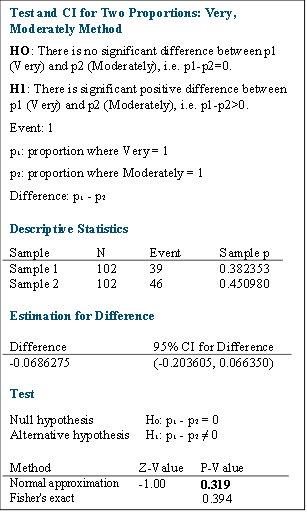 Test and CI for Two Proportions: Very,
Moderately Method
HO: There is no significant difference between p1
(Very) and p2 (Moderately), i.e. p1-p2=0.
H1: There is significant positive difference between
p1 (Very) and p2 (Moderately), i.e. p1-p2>0.
Event: 1
p₁: proportion where Very = 1
p₂: proportion where Moderately = 1
Difference: p₁ - p₂
Descriptive Statistics
Sample N Event Sample p
Sample 1 102 39 0.382353
Sample 2 102 46 0.450980
Estimation for Difference
Difference 95% CI for Difference
-0.0686275 (-0.203605, 0.066350)
Test
Null hypothesis H₀: p₁ - p₂ = 0
Alternative hypothesis H₁: p₁ - p₂ ≠ 0
Method Z-Value P-Value
Normal approximation -1.00 0.319
Fisher's exact 0.394